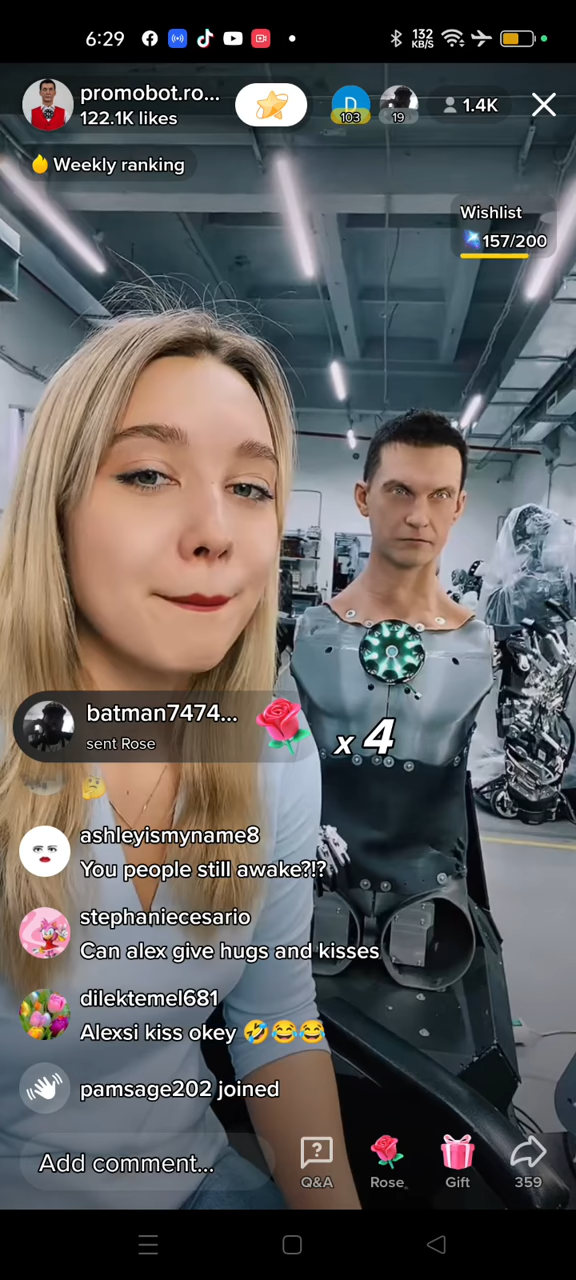 6:29
132
KB/S
promobot.ro...
122.1K likes
D
103
19
1.4K
Weekly ranking
Wishlist
157/200
batman7474...
sent Rose
x 4
ashleyismyname8
You people still awake?!?
stephaniecesario
Can alex give hugs and kisses
dilektemel681
Alexsi kiss okey 🤣😂😂
pamsage202 joined
Add comment...
Q&A
Rose
Gift
359